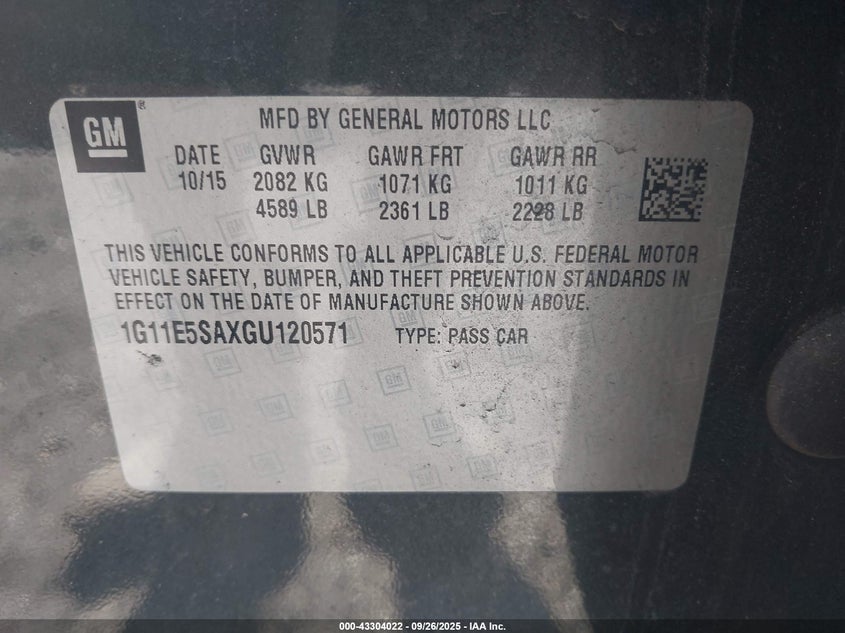 GM
MFD BY GENERAL MOTORS LLC
DATE GVWR GAWR FRT GAWR RR
10/15 2082 KG 1071 KG 1011 KG
4589 LB 2361 LB 2228 LB
THIS VEHICLE CONFORMS TO ALL APPLICABLE U.S. FEDERAL MOTOR
VEHICLE SAFETY, BUMPER, AND THEFT PREVENTION STANDARDS IN
EFFECT ON THE DATE OF MANUFACTURE SHOWN ABOVE.
1G11E5SAXGU120571 TYPE: PASS CAR
000-43304022 - 09/26/2025 - IAA Inc.